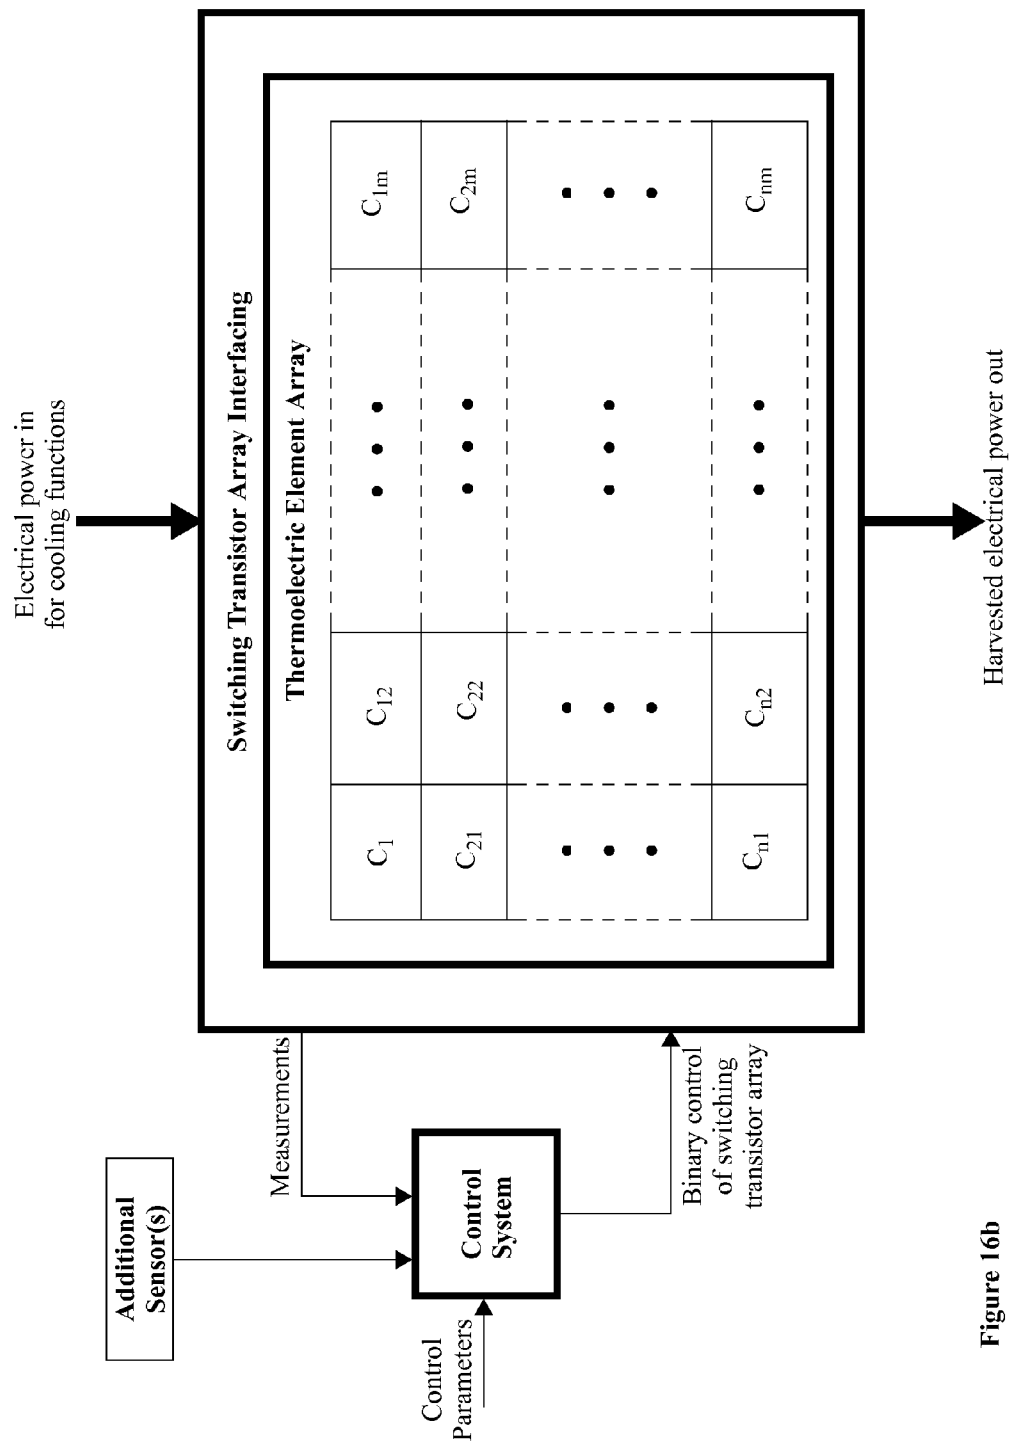 Electrical power in
for cooling functions
Switching Transistor Array Interfacing
Thermoelectric Element Array
C₁ C₁₂ C₁ₘ
C₂₁ C₂₂ C₂ₘ
Cₙ₁ Cₙ₂ Cₙₘ
Additional
Sensor(s)
Measurements
Control
Parameters
Control
System
Binary control
of switching
transistor array
Harvested electrical power out
Figure 16b